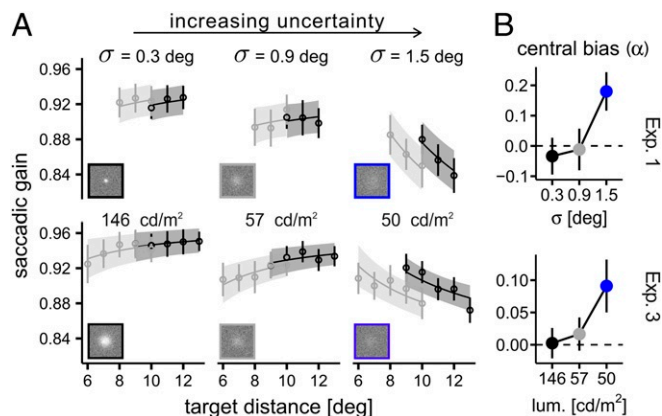 A
increasing uncertainty
σ = 0.3 deg
σ = 0.9 deg
σ = 1.5 deg
saccadic gain
0.96
0.92
0.88
0.84
146 cd/m²
57 cd/m²
50 cd/m²
0.96
0.92
0.88
0.84
6 8 10 12
6 8 10 12
6 8 10 12
target distance [deg]
B
central bias (α)
0.2
0.1
0.0
−0.1
0.3 0.9 1.5
σ [deg]
Exp. 1
0.10
0.05
0.00
146 57 50
lum. [cd/m²]
Exp. 3